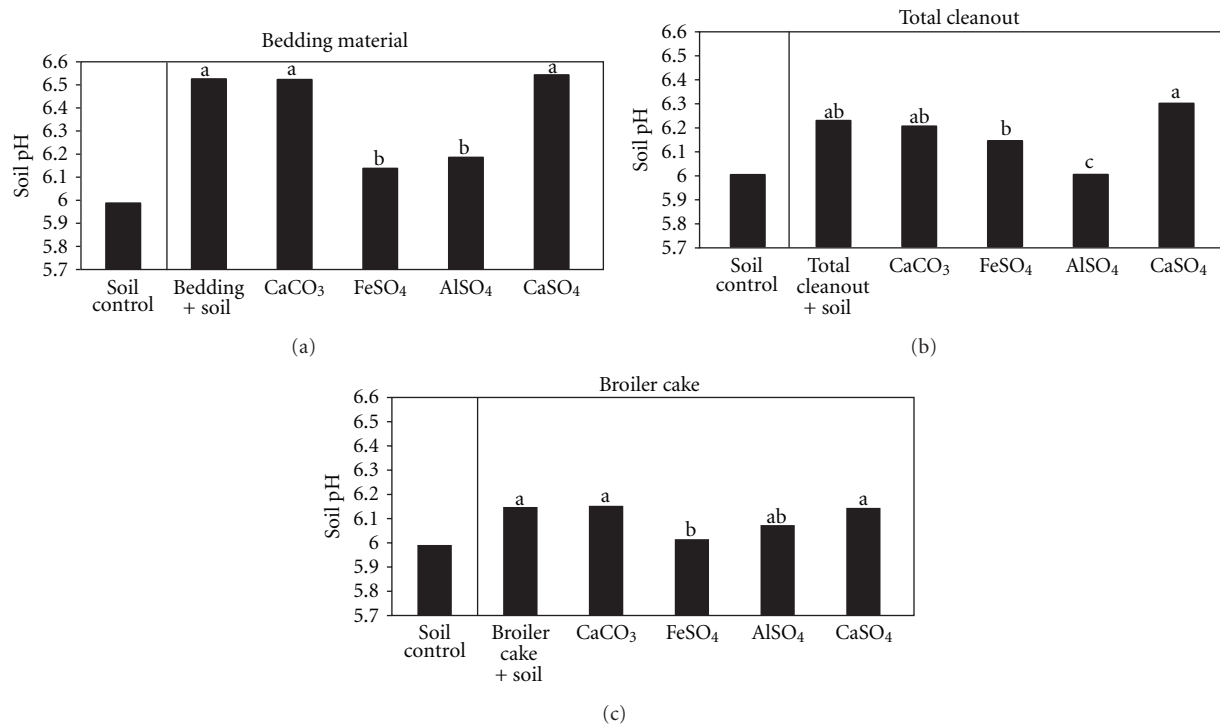 Bedding material
6.6
6.5
6.4
6.3
6.2
6.1
6
5.9
5.8
5.7
Soil pH
a a b b a
Soil control
Bedding + soil
CaCO₃
FeSO₄
AlSO₄
CaSO₄
(a)
Total cleanout
6.6
6.5
6.4
6.3
6.2
6.1
6
5.9
5.8
5.7
Soil pH
ab ab b c a
Soil control
Total cleanout + soil
CaCO₃
FeSO₄
AlSO₄
CaSO₄
(b)
Broiler cake
6.6
6.5
6.4
6.3
6.2
6.1
6
5.9
5.8
5.7
Soil pH
a a b ab a
Soil control
Broiler cake + soil
CaCO₃
FeSO₄
AlSO₄
CaSO₄
(c)